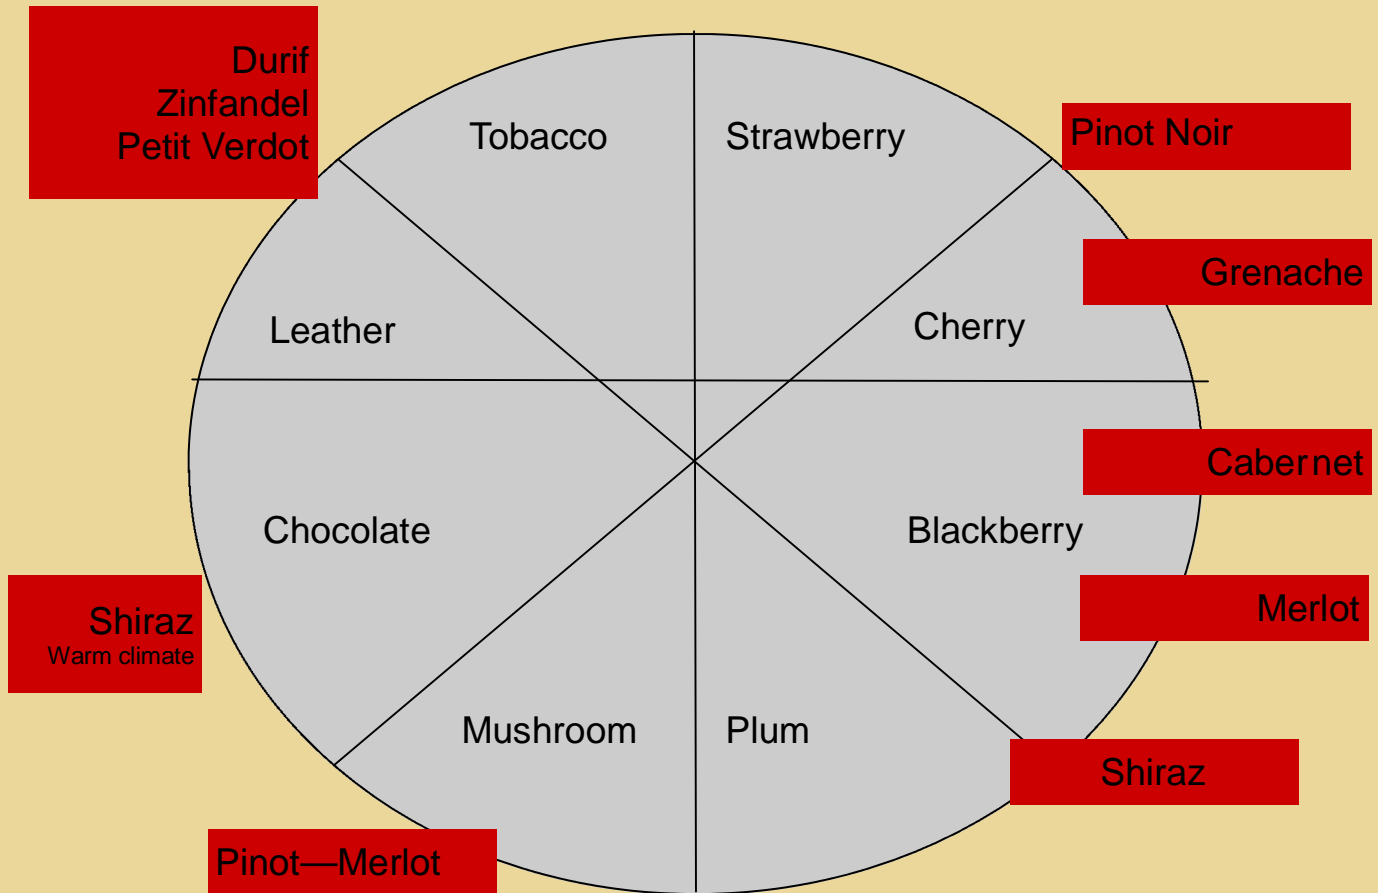 Durif
Zinfandel
Petit Verdot
Tobacco
Strawberry
Pinot Noir
Grenache
Leather
Cherry
Cabernet
Chocolate
Blackberry
Merlot
Shiraz
Warm climate
Mushroom
Plum
Shiraz
Pinot—Merlot